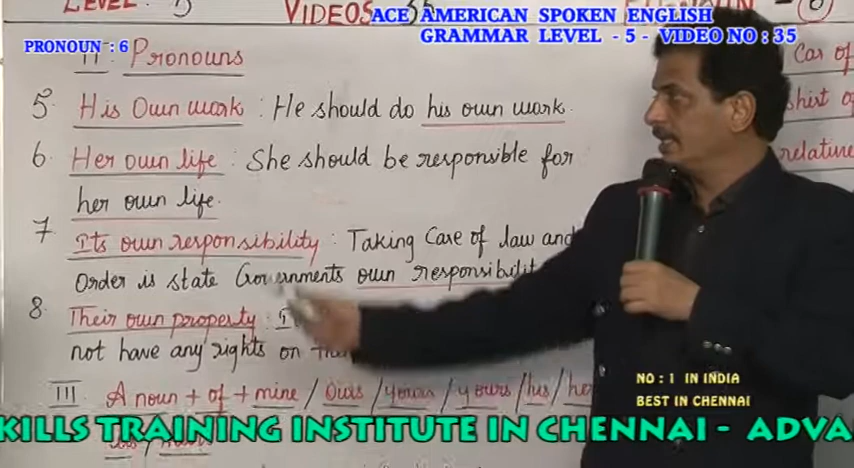 LEVEL : 5
VIDEOS
ACE AMERICAN SPOKEN ENGLISH
GRAMMAR LEVEL - 5 - VIDEO NO : 35
PRONOUN : 6
II : Pronouns
Car of
5 His Own work : He should do his own work.
shirt of
6 Her own life : She should be responsible for
relative
her own life.
7 Its own responsibility : Taking Care of law and
Order is state Governments own responsibilit
8 Their own property :
not have any rights on
III A noun + of + mine / Ours / yours / yours / his /
NO : 1 IN INDIA
BEST IN CHENNAI
KILLS TRAINING INSTITUTE IN CHENNAI - ADVA